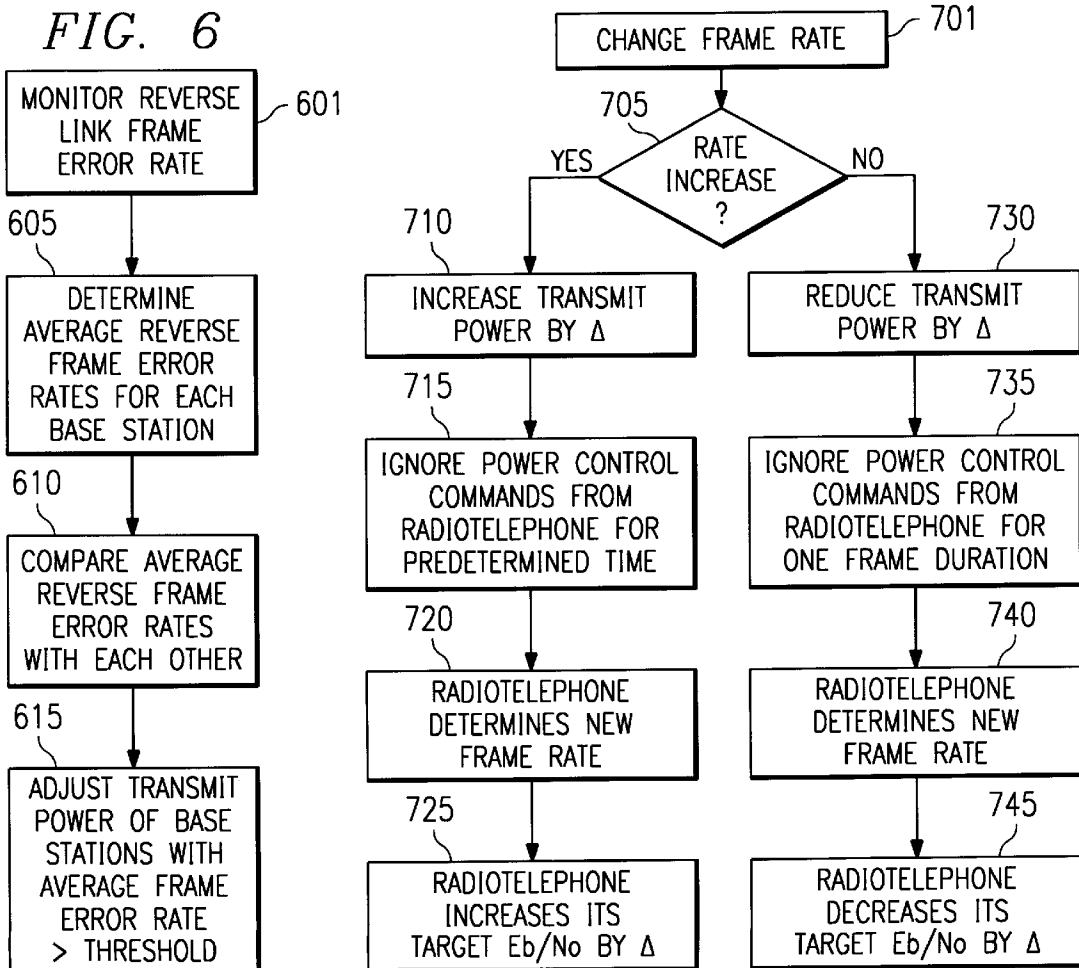 FIG. 6
MONITOR REVERSE
LINK FRAME
ERROR RATE
601
605
DETERMINE
AVERAGE REVERSE
FRAME ERROR
RATES FOR EACH
BASE STATION
610
COMPARE AVERAGE
REVERSE FRAME
ERROR RATES
WITH EACH OTHER
615
ADJUST TRANSMIT
POWER OF BASE
STATIONS WITH
AVERAGE FRAME
ERROR RATE
> THRESHOLD
CHANGE FRAME RATE
701
705
RATE
INCREASE
?
YES
NO
710
INCREASE TRANSMIT
POWER BY Δ
715
IGNORE POWER CONTROL
COMMANDS FROM
RADIOTELEPHONE FOR
PREDETERMINED TIME
720
RADIOTELEPHONE
DETERMINES NEW
FRAME RATE
725
RADIOTELEPHONE
INCREASES ITS
TARGET Eb/No BY Δ
730
REDUCE TRANSMIT
POWER BY Δ
735
IGNORE POWER CONTROL
COMMANDS FROM
RADIOTELEPHONE FOR
ONE FRAME DURATION
740
RADIOTELEPHONE
DETERMINES NEW
FRAME RATE
745
RADIOTELEPHONE
DECREASES ITS
TARGET Eb/No BY Δ